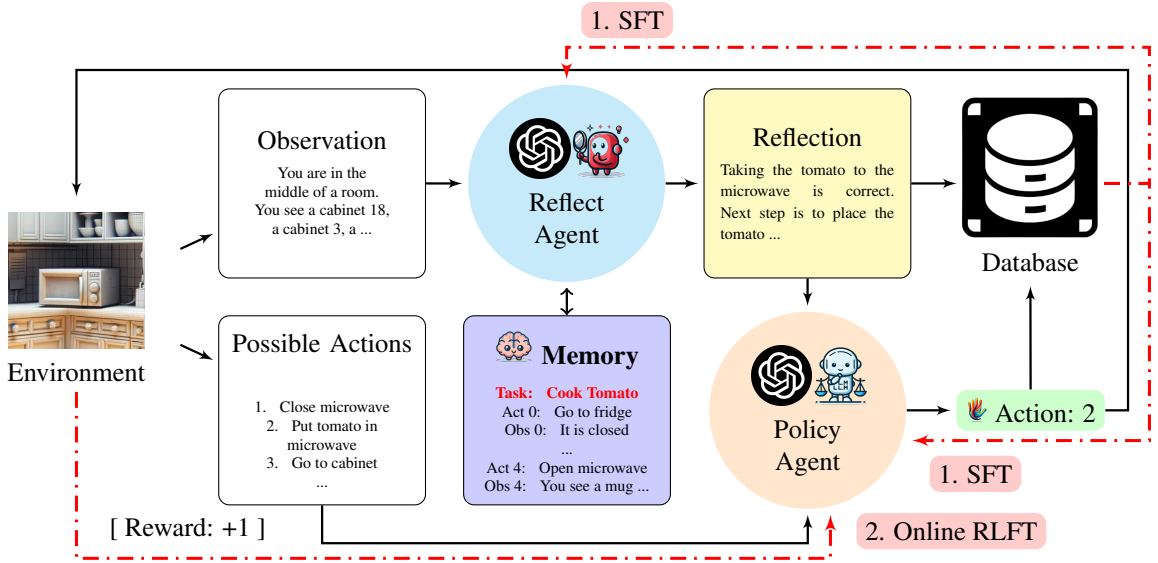 1. SFT
Observation
You are in the
middle of a room.
You see a cabinet 18,
a cabinet 3, a ...
Reflect
Agent
Reflection
Taking the tomato to the
microwave is correct.
Next step is to place the
tomato ...
Database
Environment
Possible Actions
1. Close microwave
2. Put tomato in
microwave
3. Go to cabinet
...
Memory
Task: Cook Tomato
Act 0: Go to fridge
Obs 0: It is closed
...
Act 4: Open microwave
Obs 4: You see a mug ...
LLM
Policy
Agent
Action: 2
1. SFT
[ Reward: +1 ]
2. Online RLFT